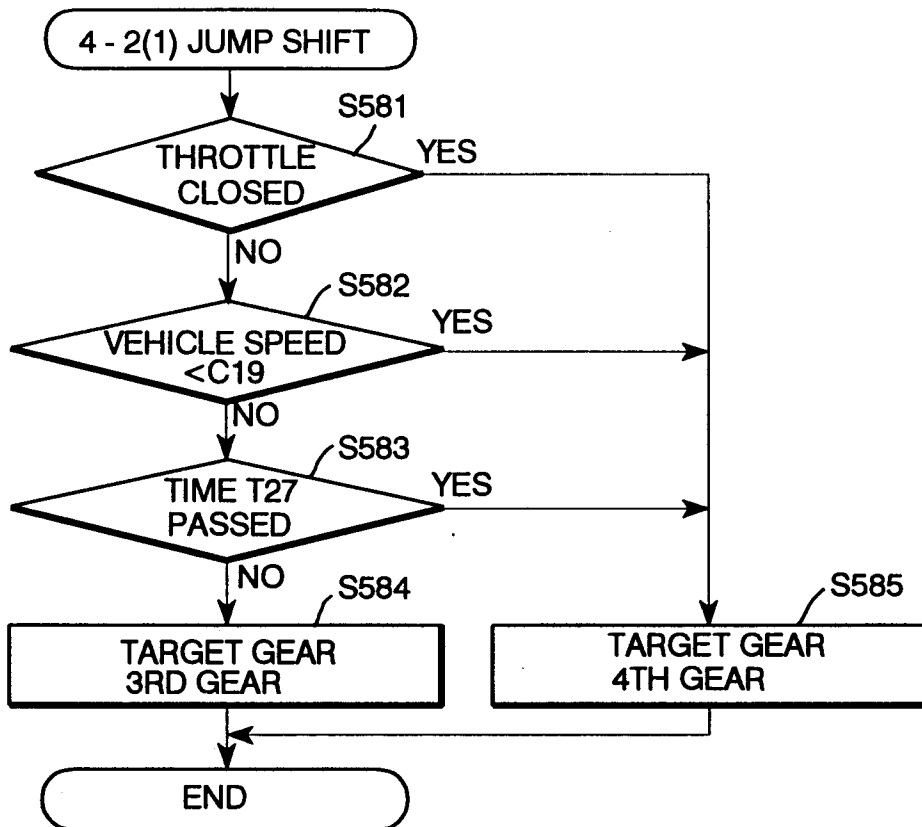 4 - 2(1) JUMP SHIFT
S581
THROTTLE
CLOSED
YES
NO
S582
VEHICLE SPEED
<C19
YES
NO
S583
TIME T27
PASSED
YES
NO
S584
TARGET GEAR
3RD GEAR
S585
TARGET GEAR
4TH GEAR
END